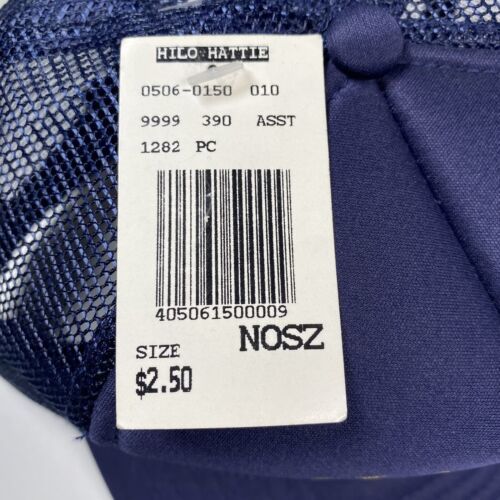 HILO HATTIE
0506-0150 010
9999 390 ASST
1282 PC
405061500009
NOSZ
SIZE
$2.50